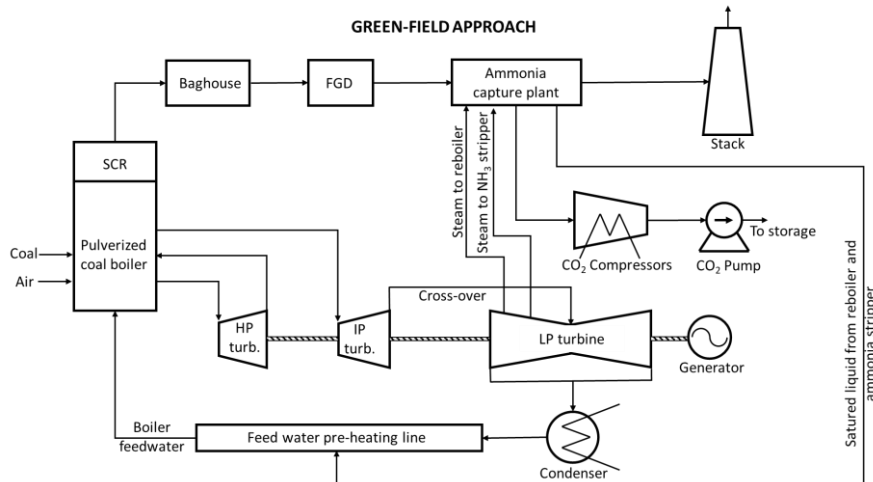 GREEN-FIELD APPROACH
Baghouse
FGD
Ammonia
capture plant
Stack
SCR
Steam to reboiler
Steam to NH3 stripper
Coal
Pulverized
coal boiler
Air
To storage
CO2 Compressors
CO2 Pump
Cross-over
HP
turb.
IP
turb.
LP turbine
Generator
Satured liquid from reboiler and
ammonia stripper
Boiler
feedwater
Feed water pre-heating line
Condenser